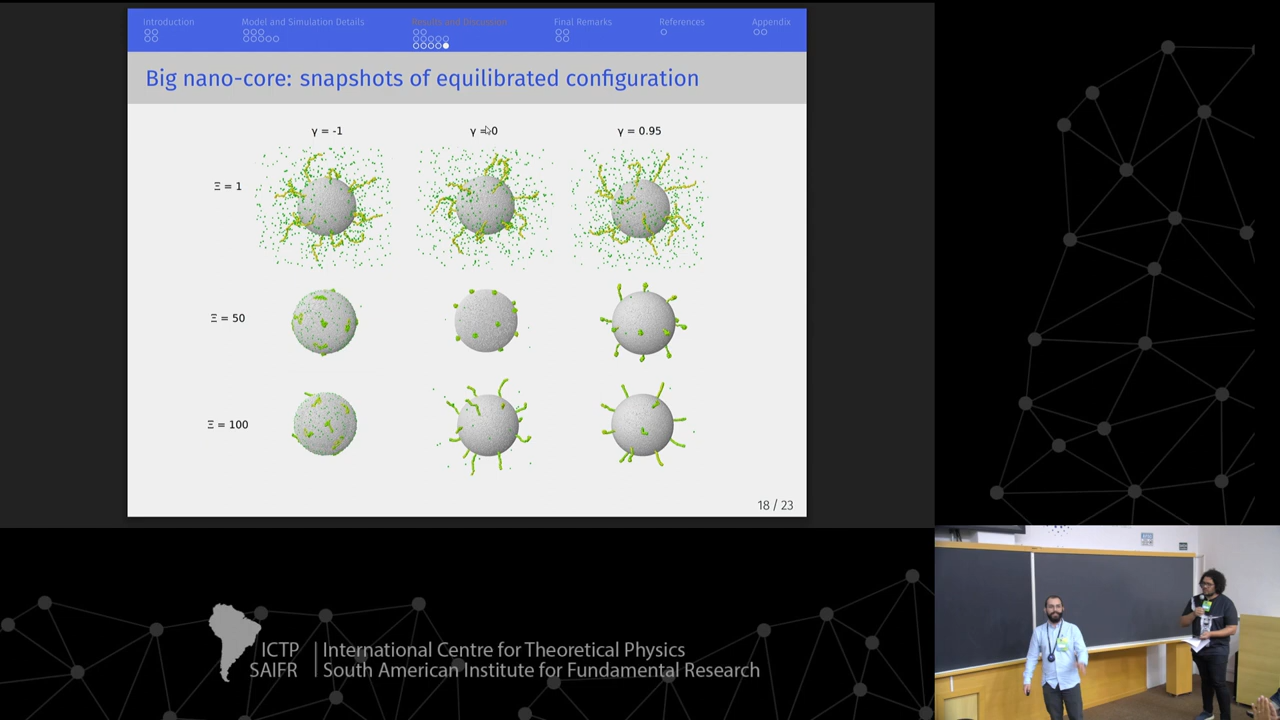 Introduction
Model and Simulation Details
Results and Discussion
Final Remarks
References
Appendix
Big nano-core: snapshots of equilibrated configuration
γ = -1
γ = 0
γ = 0.95
Ξ = 1
Ξ = 50
Ξ = 100
18 / 23
ICTP
SAIFR
International Centre for Theoretical Physics
South American Institute for Fundamental Research